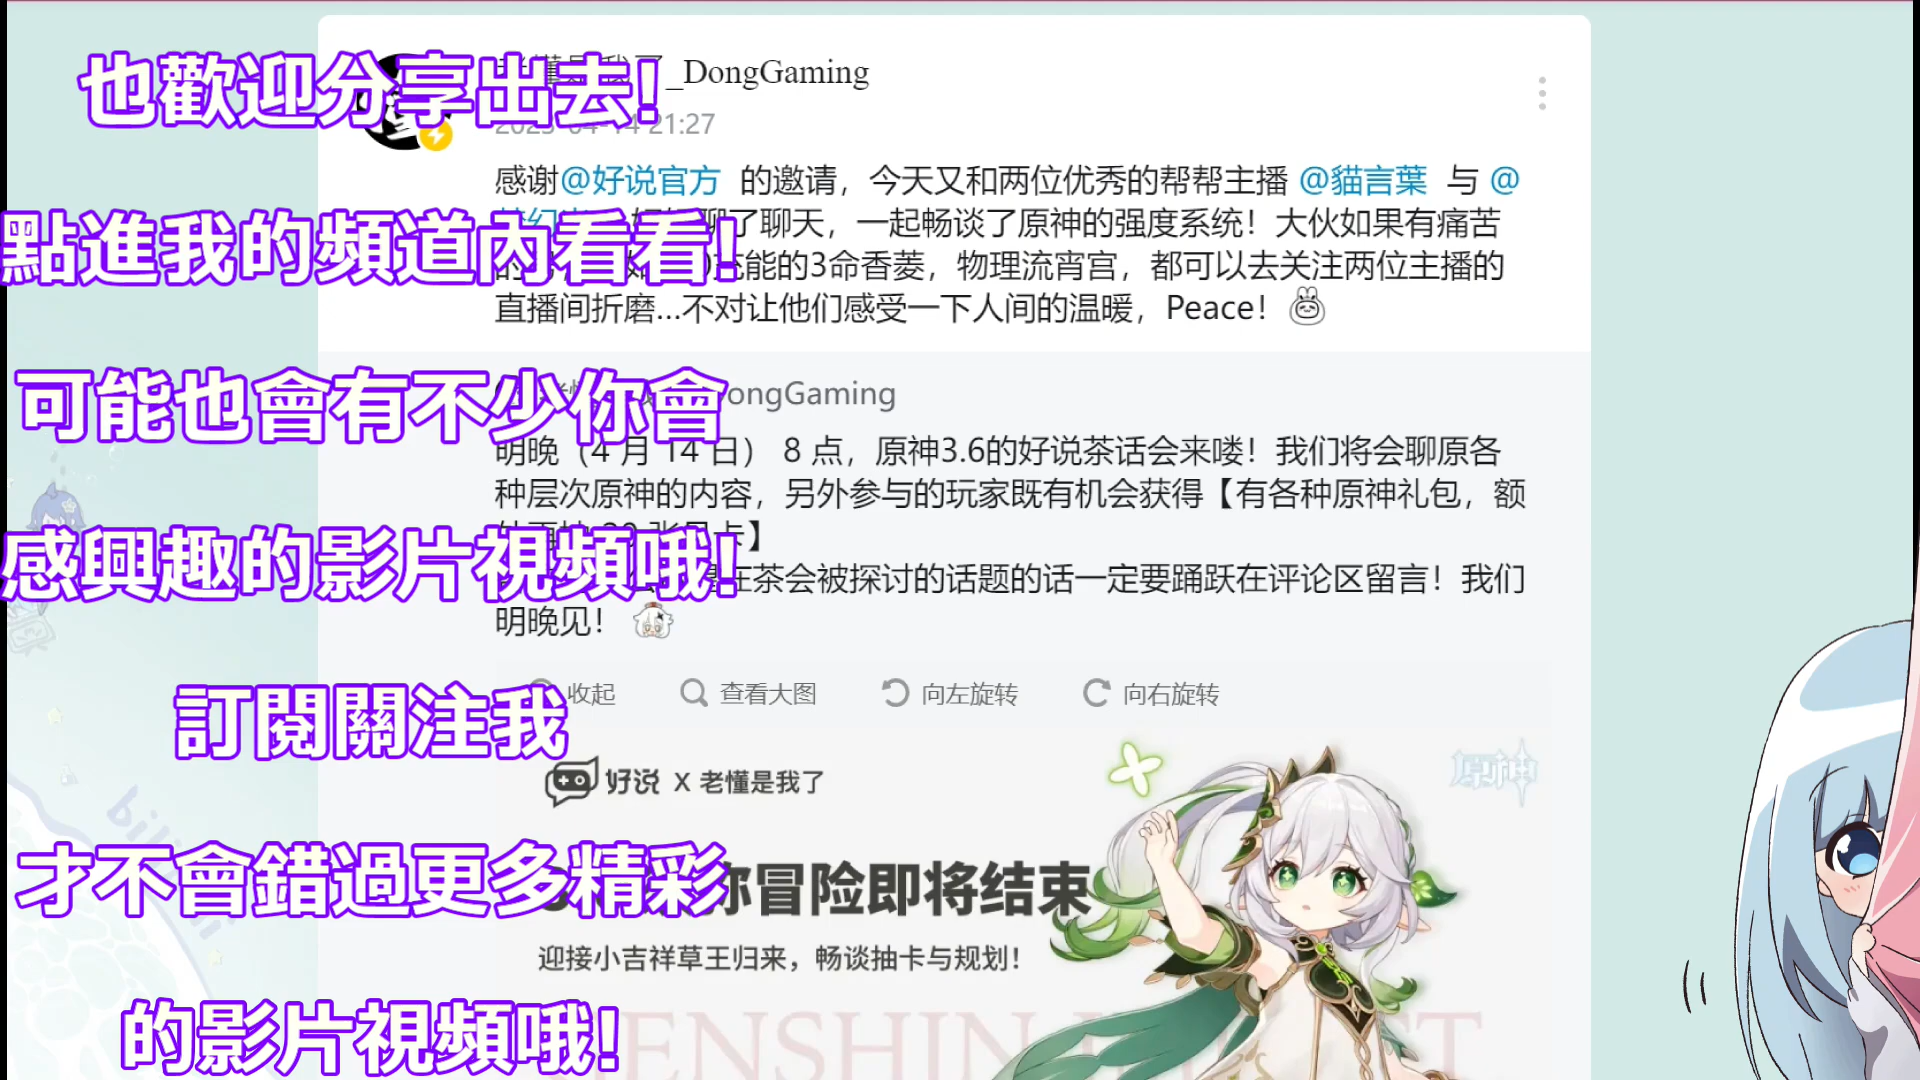 也歡迎分享出去!
點進我的頻道內看看!
可能也會有不少你會
感興趣的影片視頻哦!
訂閱關注我
才不會錯過更多精彩
的影片視頻哦!
_DongGaming
21:27
感谢@好说官方 的邀请，今天又和两位优秀的帮帮主播 @貓言葉 与 @
聊了聊天，一起畅谈了原神的强度系统！大伙如果有痛苦
充能的3命香菱，物理流宵宫，都可以去关注两位主播的
直播间折磨...不对让他们感受一下人间的温暖，Peace！
ongGaming
明晚（4 月 14 日） 8 点，原神3.6的好说茶话会来喽！我们将会聊原各
种层次原神的内容，另外参与的玩家既有机会获得【有各种原神礼包，额
】
在茶会被探讨的话题的话一定要踊跃在评论区留言！我们
明晚见！
收起 查看大图 向左旋转 向右旋转
好说 X 老懂是我了
原神
你冒险即将结束
迎接小吉祥草王归来，畅谈抽卡与规划！